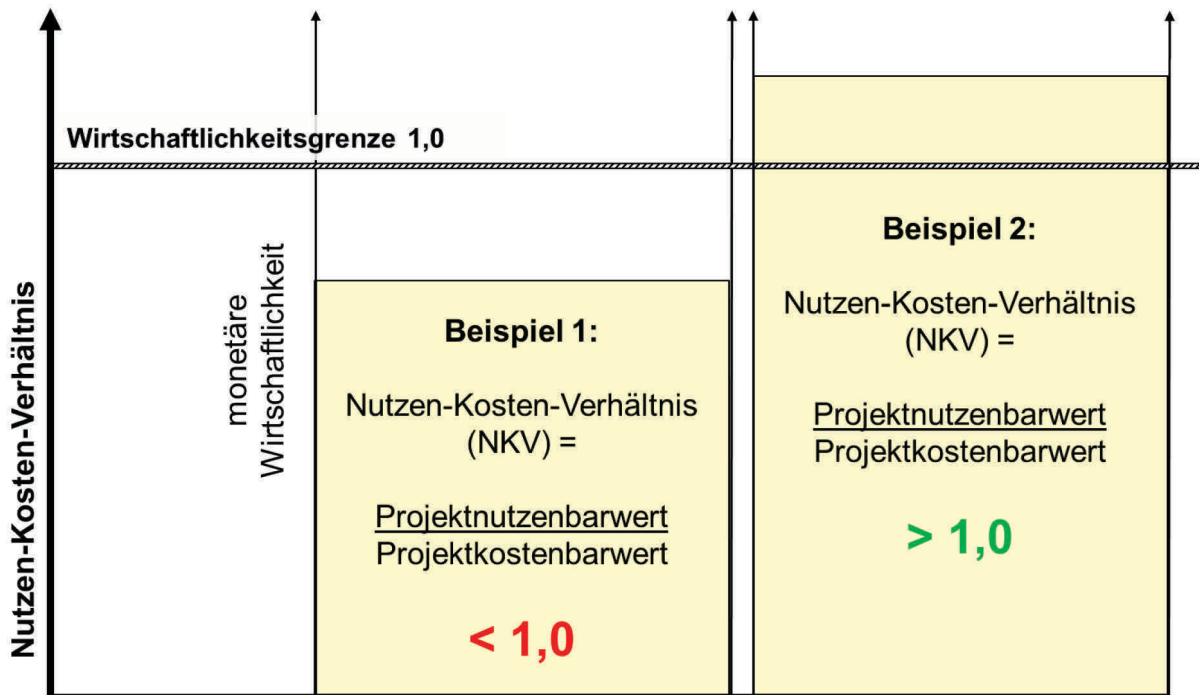 Nutzen-Kosten-Verhältnis
Wirtschaftlichkeitsgrenze 1,0
monetäre
Wirtschaftlichkeit
Beispiel 1:
Nutzen-Kosten-Verhältnis
(NKV) =
Projektnutzenbarwert
Projektkostenbarwert
< 1,0
Beispiel 2:
Nutzen-Kosten-Verhältnis
(NKV) =
Projektnutzenbarwert
Projektkostenbarwert
> 1,0